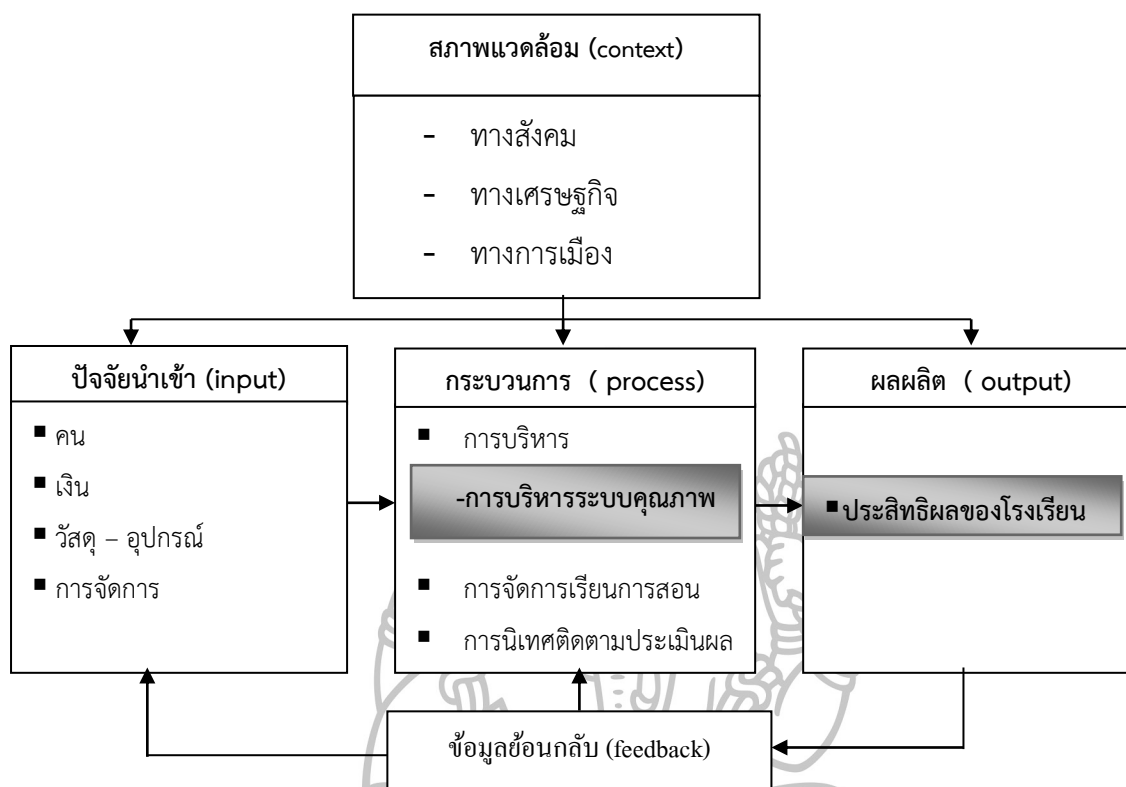 สภาพแวดล้อม (context)
- ทางสังคม
- ทางเศรษฐกิจ
- ทางการเมือง
ปัจจัยนำเข้า (input)
■ คน
■ เงิน
■ วัสดุ – อุปกรณ์
■ การจัดการ
กระบวนการ ( process)
■ การบริหาร
-การบริหารระบบคุณภาพ
■ การจัดการเรียนการสอน
■ การนิเทศติดตามประเมินผล
ผลผลิต ( output)
■ ประสิทธิผลของโรงเรียน
ข้อมูลย้อนกลับ (feedback)